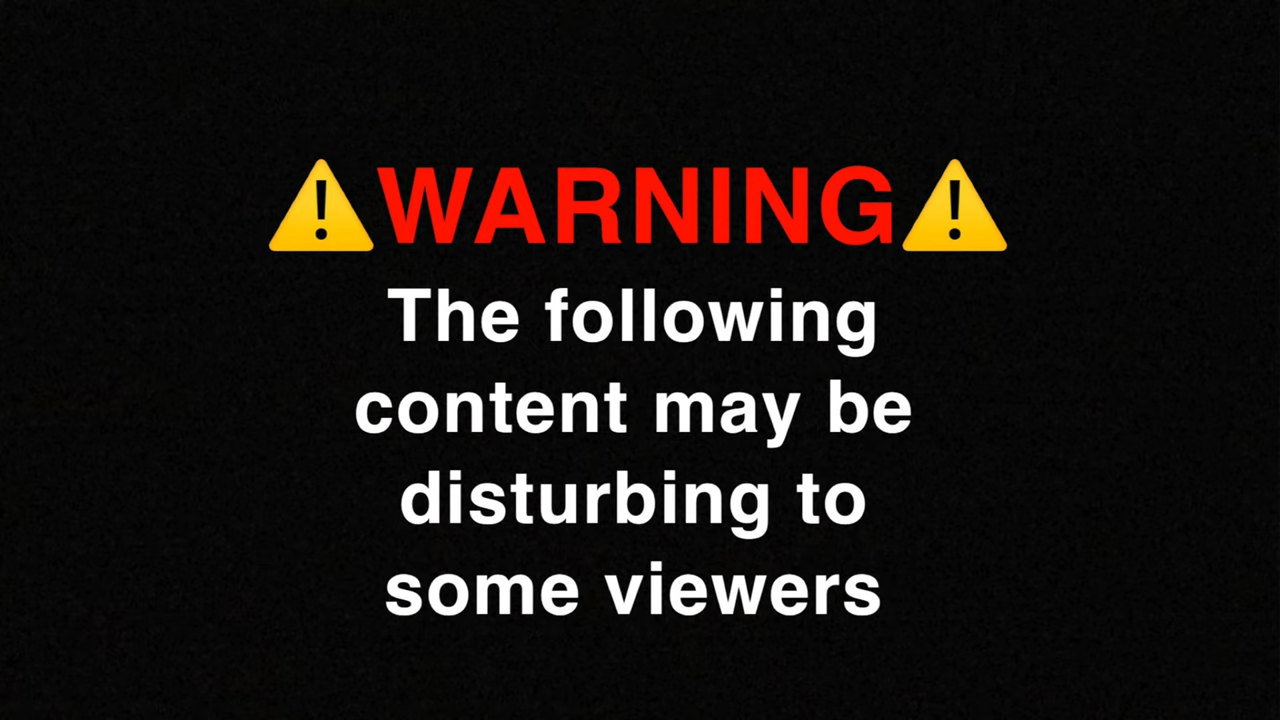 ⚠️WARNING⚠️
The following
content may be
disturbing to
some viewers